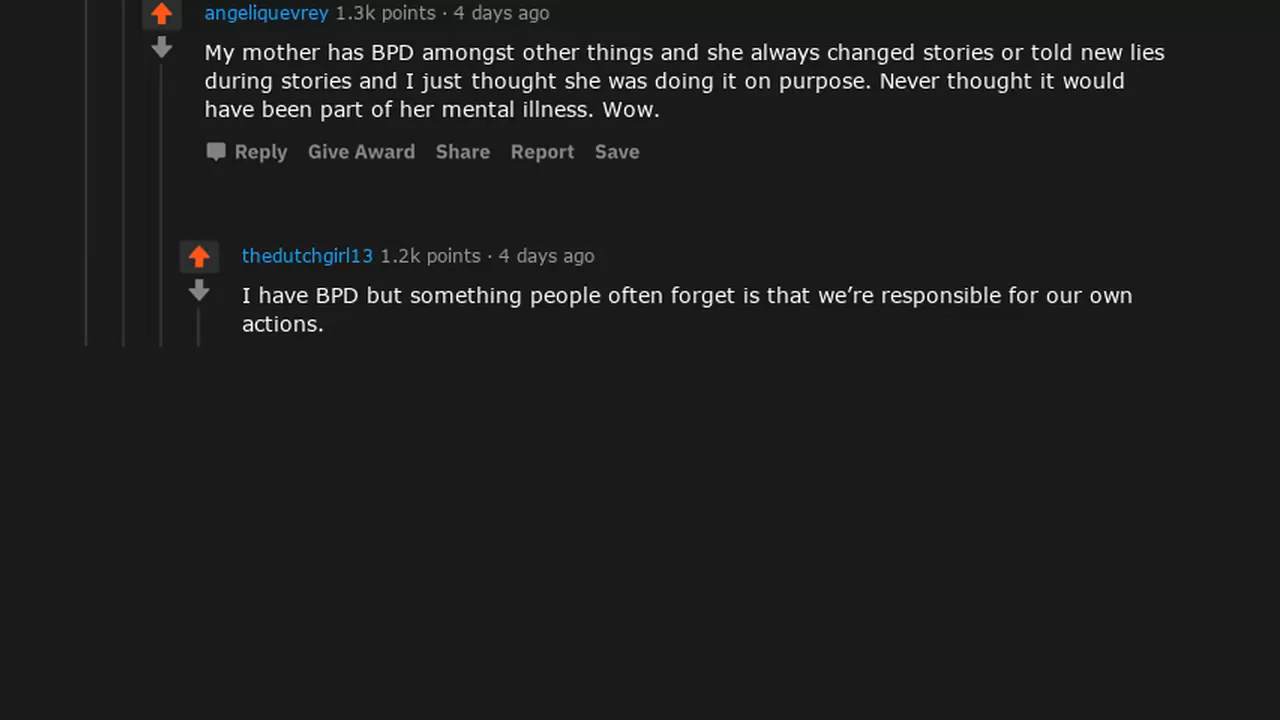 angeliquevrey 1.3k points · 4 days ago
My mother has BPD amongst other things and she always changed stories or told new lies
during stories and I just thought she was doing it on purpose. Never thought it would
have been part of her mental illness. Wow.
Reply Give Award Share Report Save
thedutchgirl13 1.2k points · 4 days ago
I have BPD but something people often forget is that we’re responsible for our own
actions.